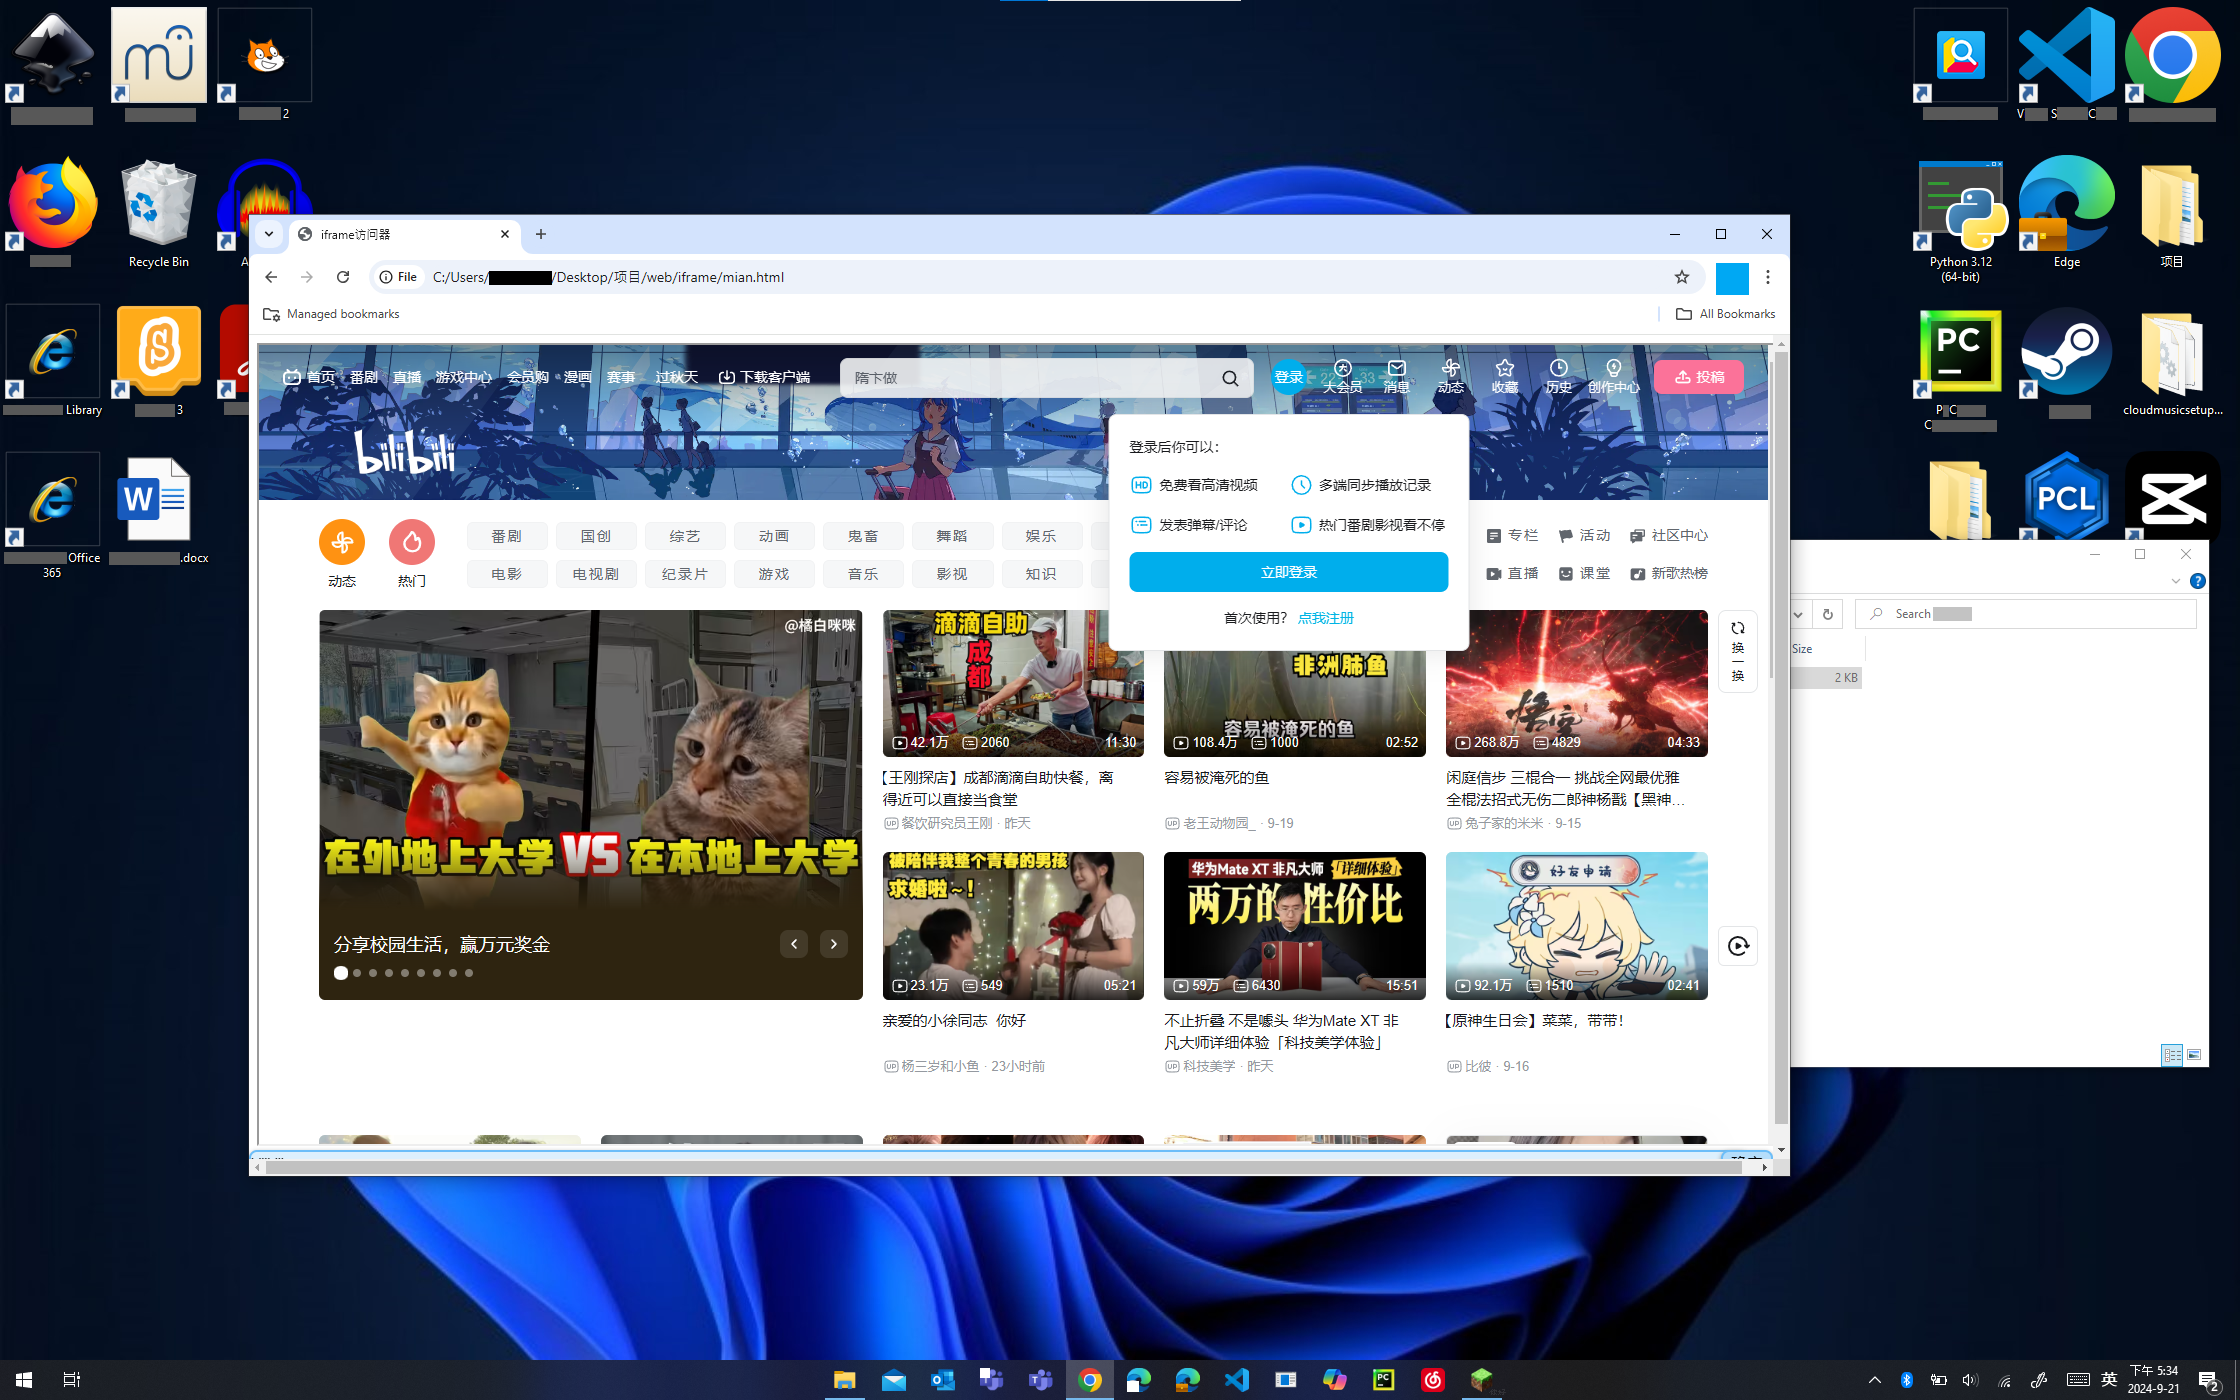 2
Recycle Bin
A
Library
3
Office
365
.docx
V S C
Python 3.12
(64-bit)
Edge
项目
PC
P C
C
cloudmusicsetup...
PCL
iframe访问器
File
C:/Users/ /Desktop/项目/web/iframe/mian.html
Managed bookmarks
All Bookmarks
首页
番剧
直播
游戏中心
会员购
漫画
赛事
过秋天
下载客户端
隋卞做
登录
大会员
消息
动态
收藏
历史
创作中心
投稿
bilibili
登录后你可以：
免费看高清视频
多端同步播放记录
发表弹幕/评论
热门番剧影视看不停
立即登录
首次使用？ 点我注册
动态
热门
番剧
国创
综艺
动画
鬼畜
舞蹈
娱乐
电影
电视剧
纪录片
游戏
音乐
影视
知识
专栏
活动
社区中心
直播
课堂
新歌热榜
@橘白咪咪
在外地上大学 VS 在本地上大学
分享校园生活，赢万元奖金
滴滴自助
成都
42.1万
2060
11:30
【王刚探店】成都滴滴自助快餐，离
得近可以直接当食堂
餐饮研究员王刚 · 昨天
非洲肺鱼
容易被淹死的鱼
108.4万
1000
02:52
容易被淹死的鱼
老王动物园_ · 9-19
悟空
268.8万
4829
04:33
闲庭信步 三棍合一 挑战全网最优雅
全棍法招式无伤二郎神杨戬【黑神...
兔子家的米米 · 9-15
换一换
被陪伴我整个青春的男孩
求婚啦~！
23.1万
549
05:21
亲爱的小徐同志 你好
杨三岁和小鱼 · 23小时前
华为Mate XT 非凡大师 「详细体验」
两万的性价比
59万
6430
15:51
不止折叠 不是噱头 华为Mate XT 非
凡大师详细体验「科技美学体验」
科技美学 · 昨天
好友申请
92.1万
1510
02:41
【原神生日会】菜菜，带带！
比彼 · 9-16
Search
Size
2 KB
英
下午 5:34
2024-9-21
2